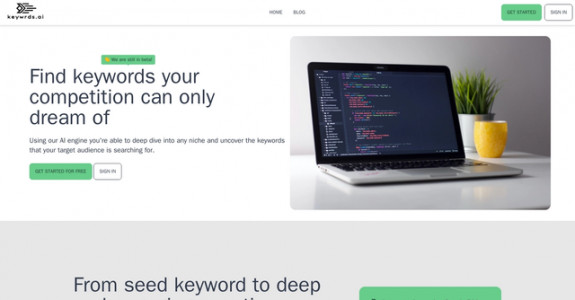 keywrds.ai
HOME
BLOG
GET STARTED
SIGN IN
We are still in beta!
Find keywords your
competition can only
dream of
Using our AI engine you're able to deep dive into any niche and uncover the keywords
that your target audience is searching for.
GET STARTED FOR FREE
SIGN IN
From seed keyword to deep